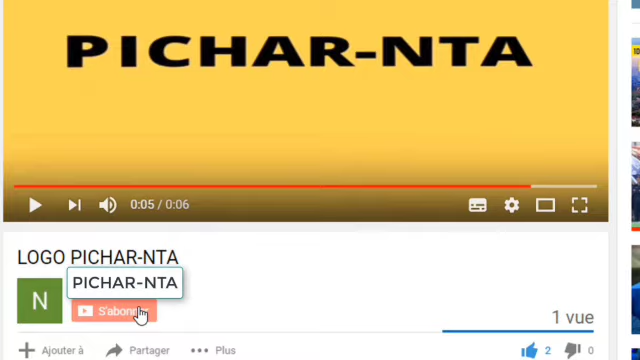 PICHAR-NTA
0:05 / 0:06
LOGO PICHAR-NTA
PICHAR-NTA
N
1 vue
Ajouter à
Partager
Plus
2
0